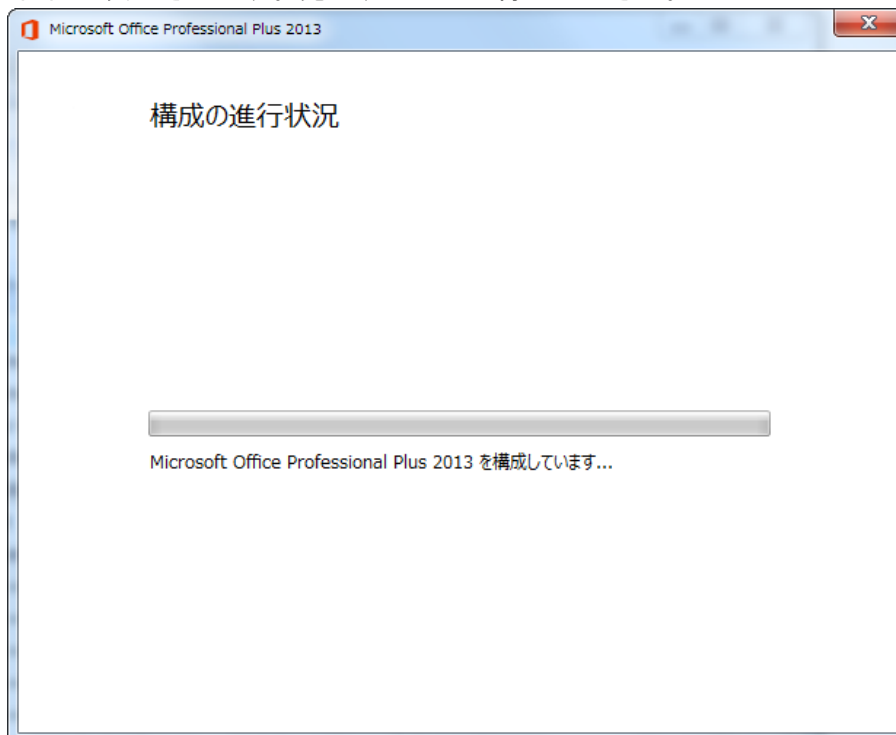 Microsoft Office Professional Plus 2013
構成の進行状況
Microsoft Office Professional Plus 2013 を構成しています...